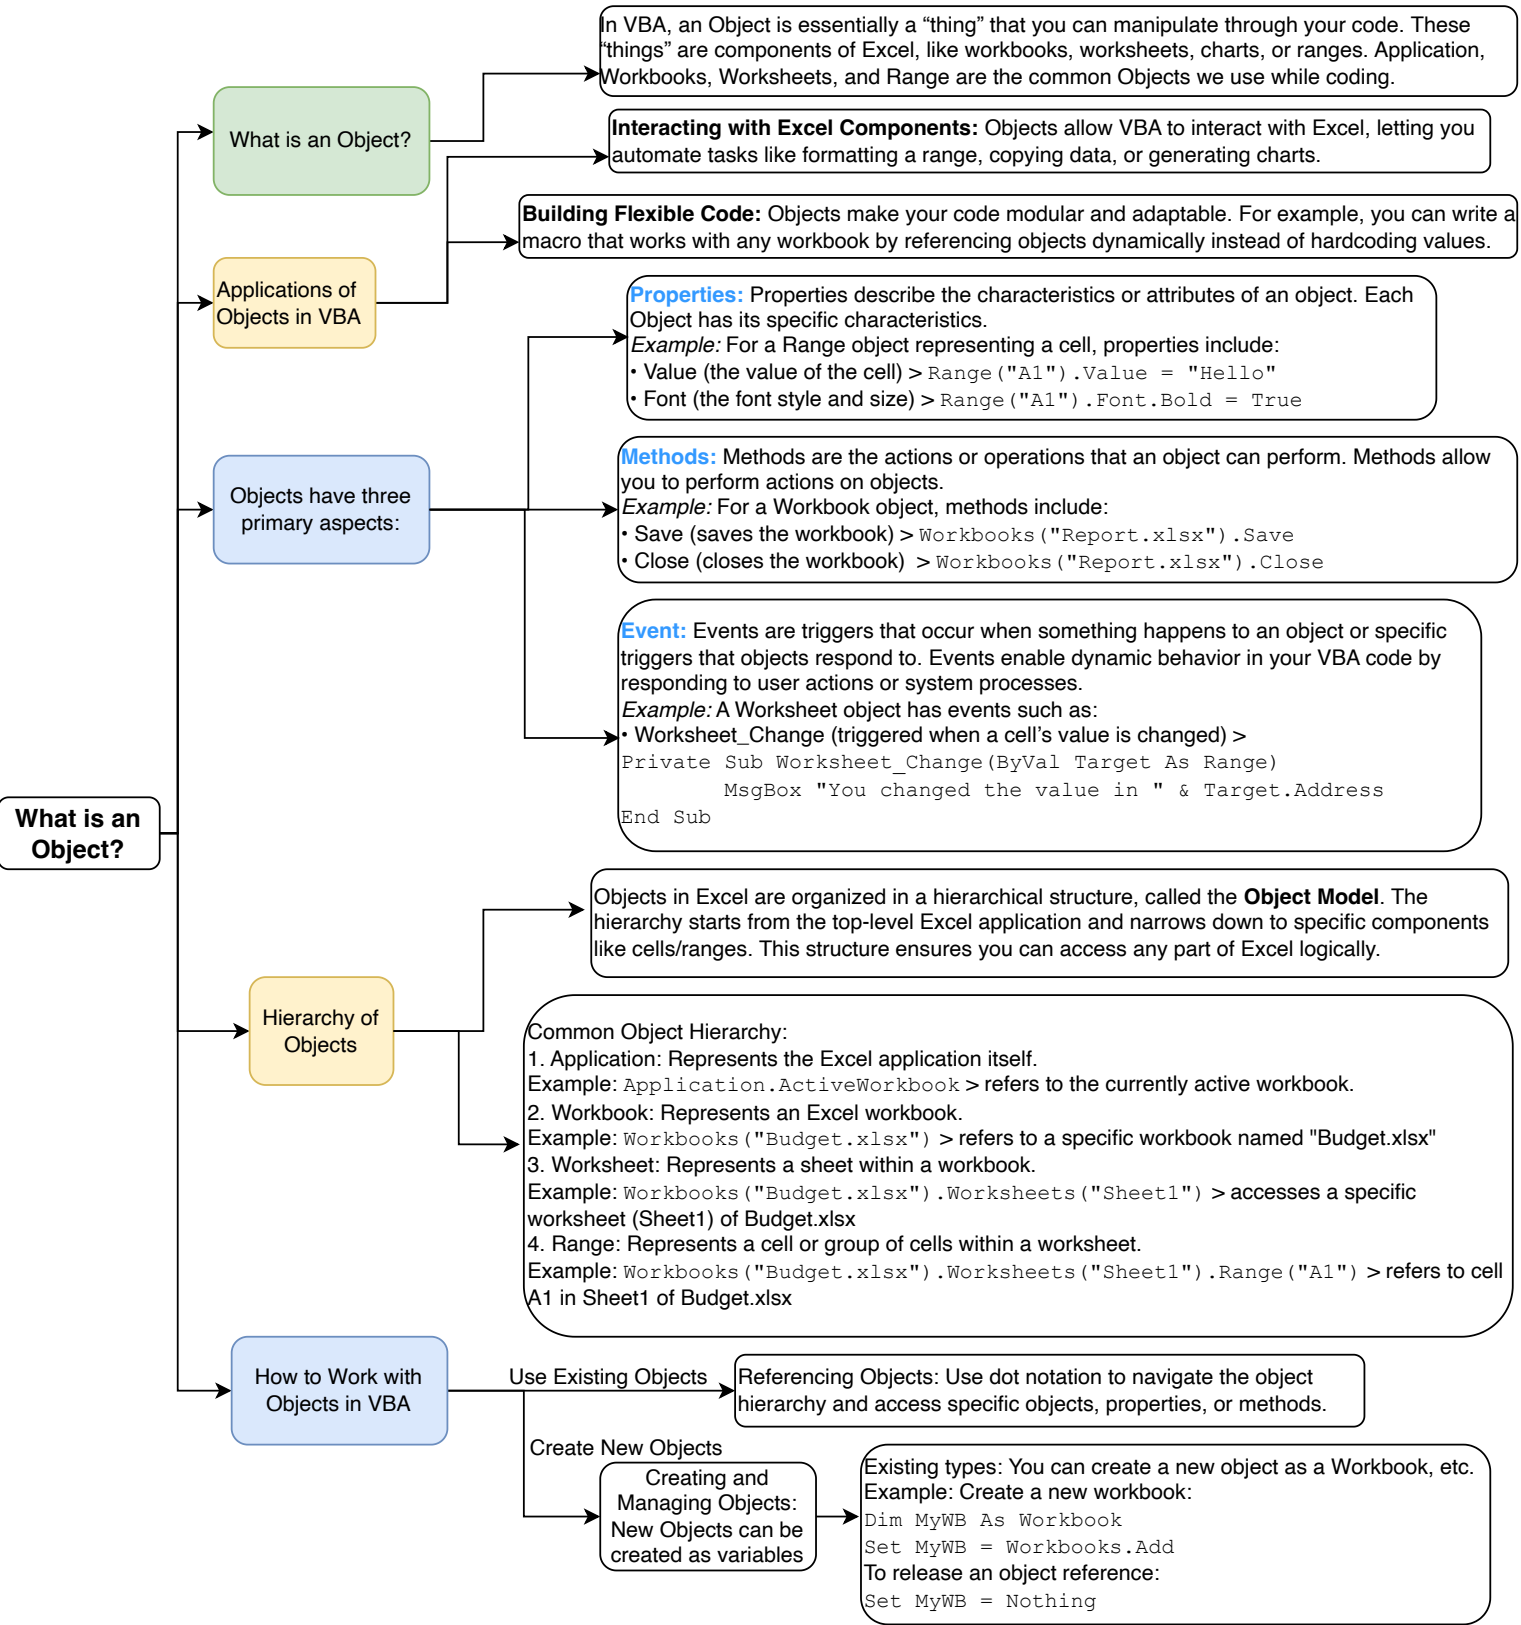 What is an
Object?
What is an Object?
In VBA, an Object is essentially a “thing” that you can manipulate through your code. These
“things” are components of Excel, like workbooks, worksheets, charts, or ranges. Application,
Workbooks, Worksheets, and Range are the common Objects we use while coding.
Applications of
Objects in VBA
Interacting with Excel Components: Objects allow VBA to interact with Excel, letting you
automate tasks like formatting a range, copying data, or generating charts.
Building Flexible Code: Objects make your code modular and adaptable. For example, you can write a
macro that works with any workbook by referencing objects dynamically instead of hardcoding values.
Objects have three
primary aspects:
Properties: Properties describe the characteristics or attributes of an object. Each
Object has its specific characteristics.
Example: For a Range object representing a cell, properties include:
• Value (the value of the cell) > Range("A1").Value = "Hello"
• Font (the font style and size) > Range("A1").Font.Bold = True
Methods: Methods are the actions or operations that an object can perform. Methods allow
you to perform actions on objects.
Example: For a Workbook object, methods include:
• Save (saves the workbook) > Workbooks("Report.xlsx").Save
• Close (closes the workbook) > Workbooks("Report.xlsx").Close
Event: Events are triggers that occur when something happens to an object or specific
triggers that objects respond to. Events enable dynamic behavior in your VBA code by
responding to user actions or system processes.
Example: A Worksheet object has events such as:
• Worksheet_Change (triggered when a cell’s value is changed) >
Private Sub Worksheet_Change(ByVal Target As Range)
MsgBox "You changed the value in " & Target.Address
End Sub
Hierarchy of
Objects
Objects in Excel are organized in a hierarchical structure, called the Object Model. The
hierarchy starts from the top-level Excel application and narrows down to specific components
like cells/ranges. This structure ensures you can access any part of Excel logically.
Common Object Hierarchy:
1. Application: Represents the Excel application itself.
Example: Application.ActiveWorkbook > refers to the currently active workbook.
2. Workbook: Represents an Excel workbook.
Example: Workbooks("Budget.xlsx") > refers to a specific workbook named "Budget.xlsx"
3. Worksheet: Represents a sheet within a workbook.
Example: Workbooks("Budget.xlsx").Worksheets("Sheet1") > accesses a specific
worksheet (Sheet1) of Budget.xlsx
4. Range: Represents a cell or group of cells within a worksheet.
Example: Workbooks("Budget.xlsx").Worksheets("Sheet1").Range("A1") > refers to cell
A1 in Sheet1 of Budget.xlsx
How to Work with
Objects in VBA
Use Existing Objects
Referencing Objects: Use dot notation to navigate the object
hierarchy and access specific objects, properties, or methods.
Create New Objects
Creating and
Managing Objects:
New Objects can be
created as variables
Existing types: You can create a new object as a Workbook, etc.
Example: Create a new workbook:
Dim MyWB As Workbook
Set MyWB = Workbooks.Add
To release an object reference:
Set MyWB = Nothing